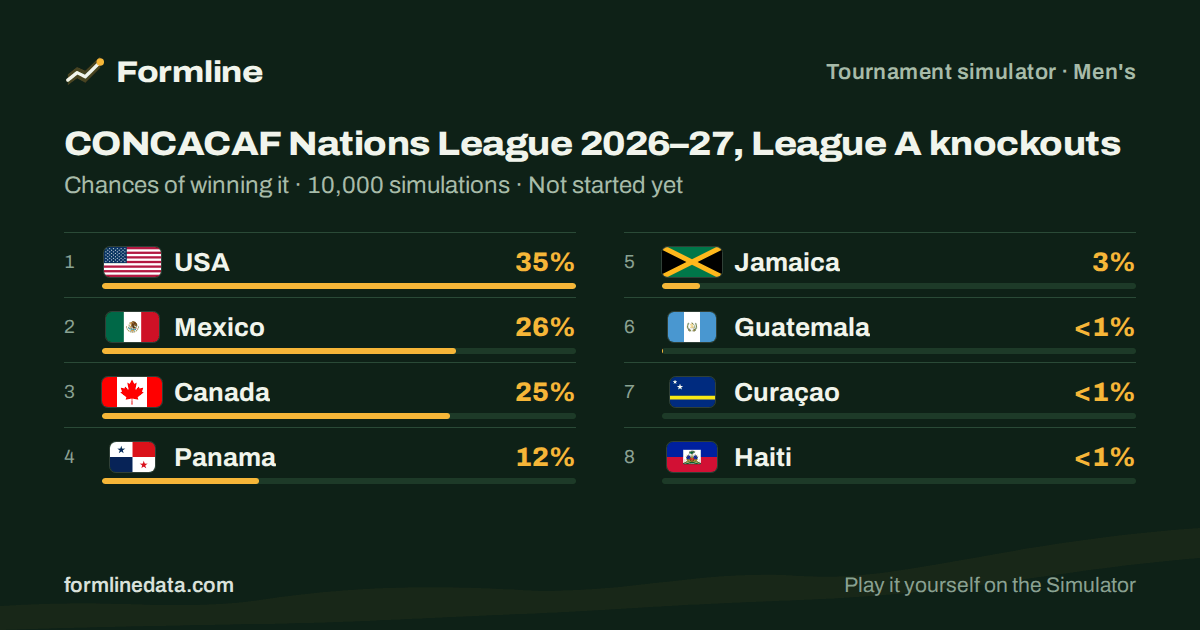 Formline
Tournament simulator · Men's
CONCACAF Nations League 2026–27, League A knockouts
Chances of winning it · 10,000 simulations · Not started yet
1 USA 35%
2 Mexico 26%
3 Canada 25%
4 Panama 12%
5 Jamaica 3%
6 Guatemala <1%
7 Curaçao <1%
8 Haiti <1%
formlinedata.com
Play it yourself on the Simulator